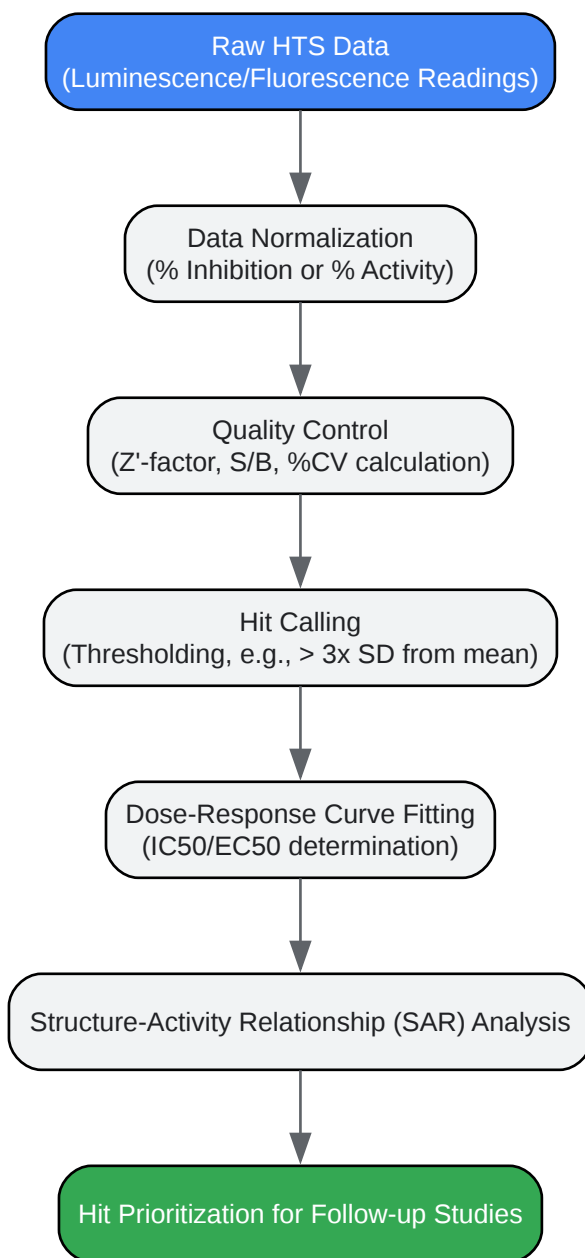 Raw HTS Data
(Luminescence/Fluorescence Readings)
Data Normalization
(% Inhibition or % Activity)
Quality Control
(Z'-factor, S/B, %CV calculation)
Hit Calling
(Thresholding, e.g., > 3x SD from mean)
Dose-Response Curve Fitting
(IC50/EC50 determination)
Structure-Activity Relationship (SAR) Analysis
Hit Prioritization for Follow-up Studies